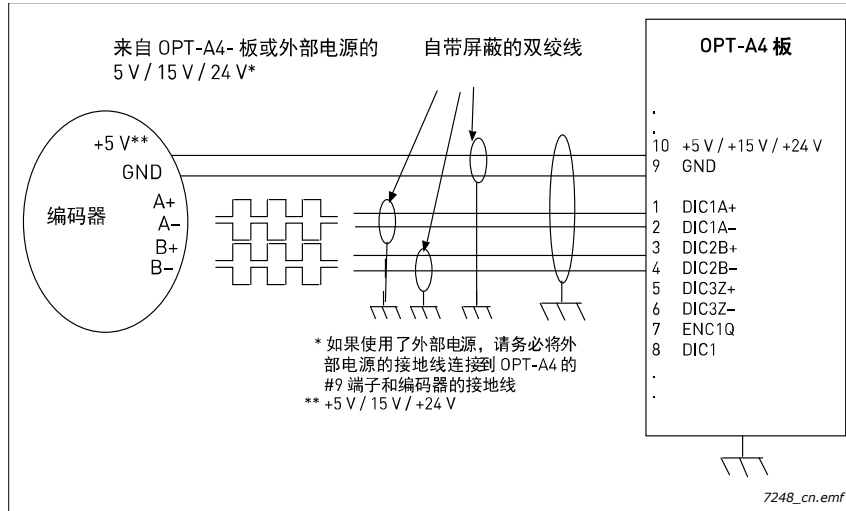 来自 OPT-A4- 板或外部电源的
5 V / 15 V / 24 V*
自带屏蔽的双绞线
OPT-A4 板
编码器
+5 V**
GND
A+
A–
B+
B–
.
.
10 +5 V / +15 V / +24 V
9 GND
1 DIC1A+
2 DIC1A–
3 DIC2B+
4 DIC2B–
5 DIC3Z+
6 DIC3Z–
7 ENC1Q
8 DIC1
.
.
* 如果使用了外部电源，请务必将外
部电源的接地线连接到 OPT-A4 的
#9 端子和编码器的接地线
** +5 V / 15 V / +24 V
7248_cn.emf